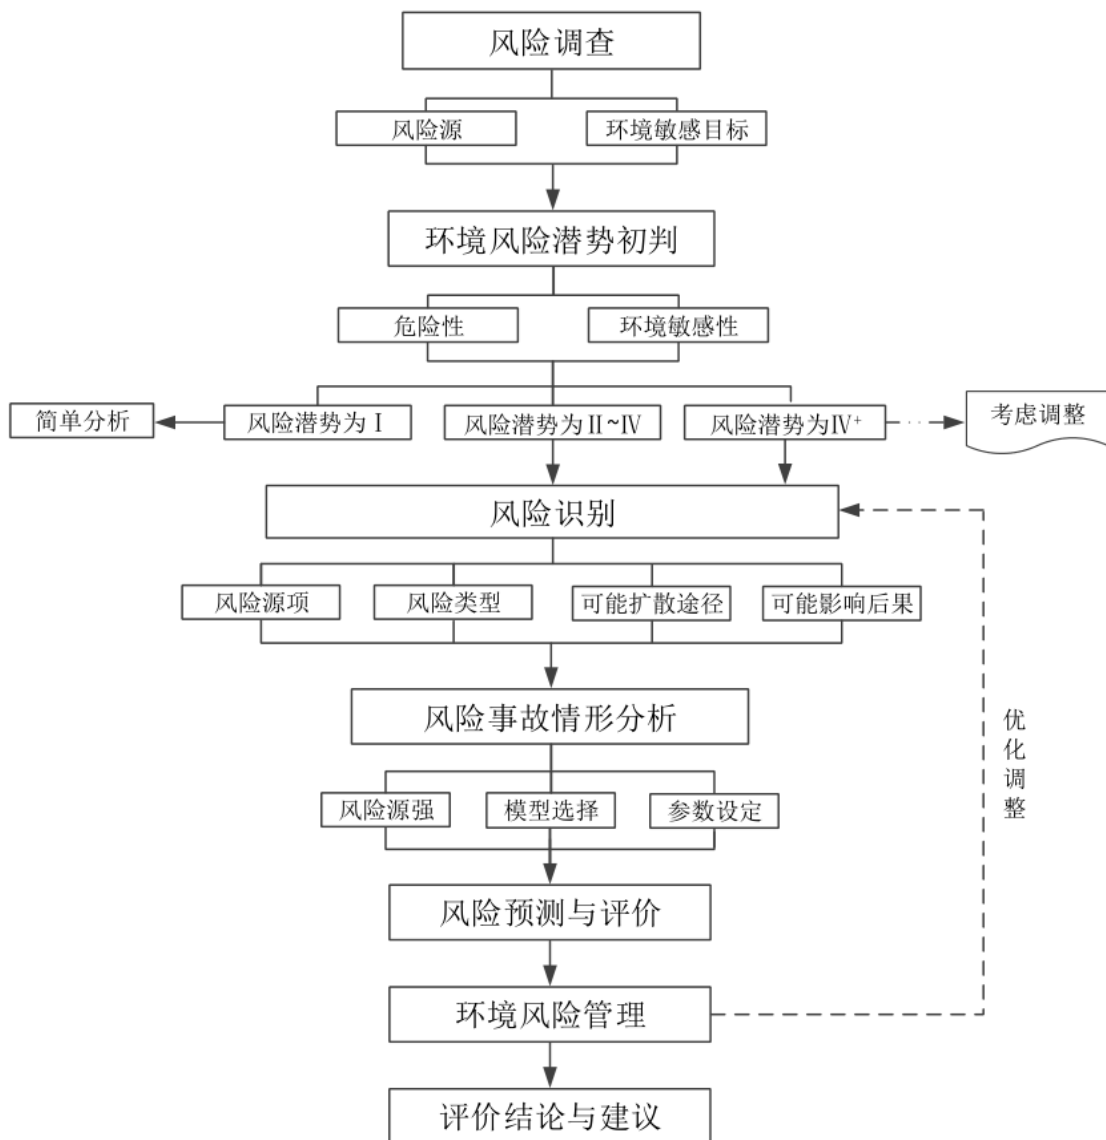 风险调查
风险源
环境敏感目标
环境风险潜势初判
危险性
环境敏感性
简单分析
风险潜势为Ⅰ
风险潜势为Ⅱ~Ⅳ
风险潜势为Ⅳ⁺
考虑调整
风险识别
风险源项
风险类型
可能扩散途径
可能影响后果
风险事故情形分析
优化调整
风险源强
模型选择
参数设定
风险预测与评价
环境风险管理
评价结论与建议